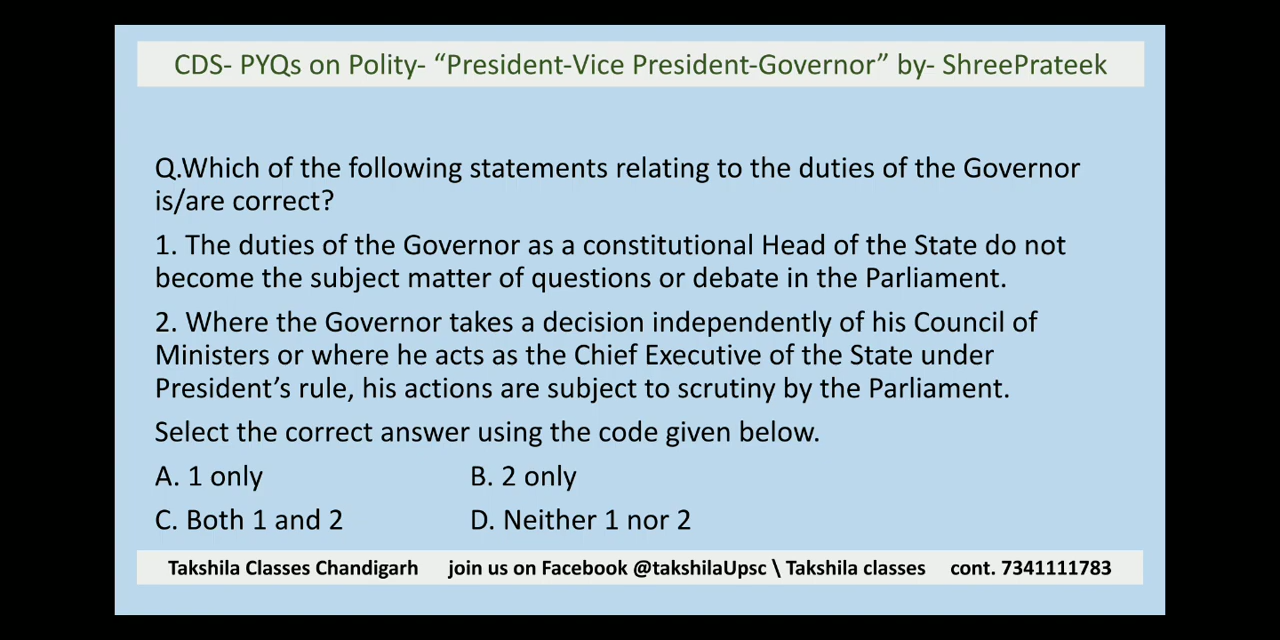 CDS- PYQs on Polity- “President-Vice President-Governor” by- ShreePrateek
Q.Which of the following statements relating to the duties of the Governor
is/are correct?
1. The duties of the Governor as a constitutional Head of the State do not
become the subject matter of questions or debate in the Parliament.
2. Where the Governor takes a decision independently of his Council of
Ministers or where he acts as the Chief Executive of the State under
President’s rule, his actions are subject to scrutiny by the Parliament.
Select the correct answer using the code given below.
A. 1 only B. 2 only
C. Both 1 and 2 D. Neither 1 nor 2
Takshila Classes Chandigarh join us on Facebook @takshilaUpsc \ Takshila classes cont. 7341111783